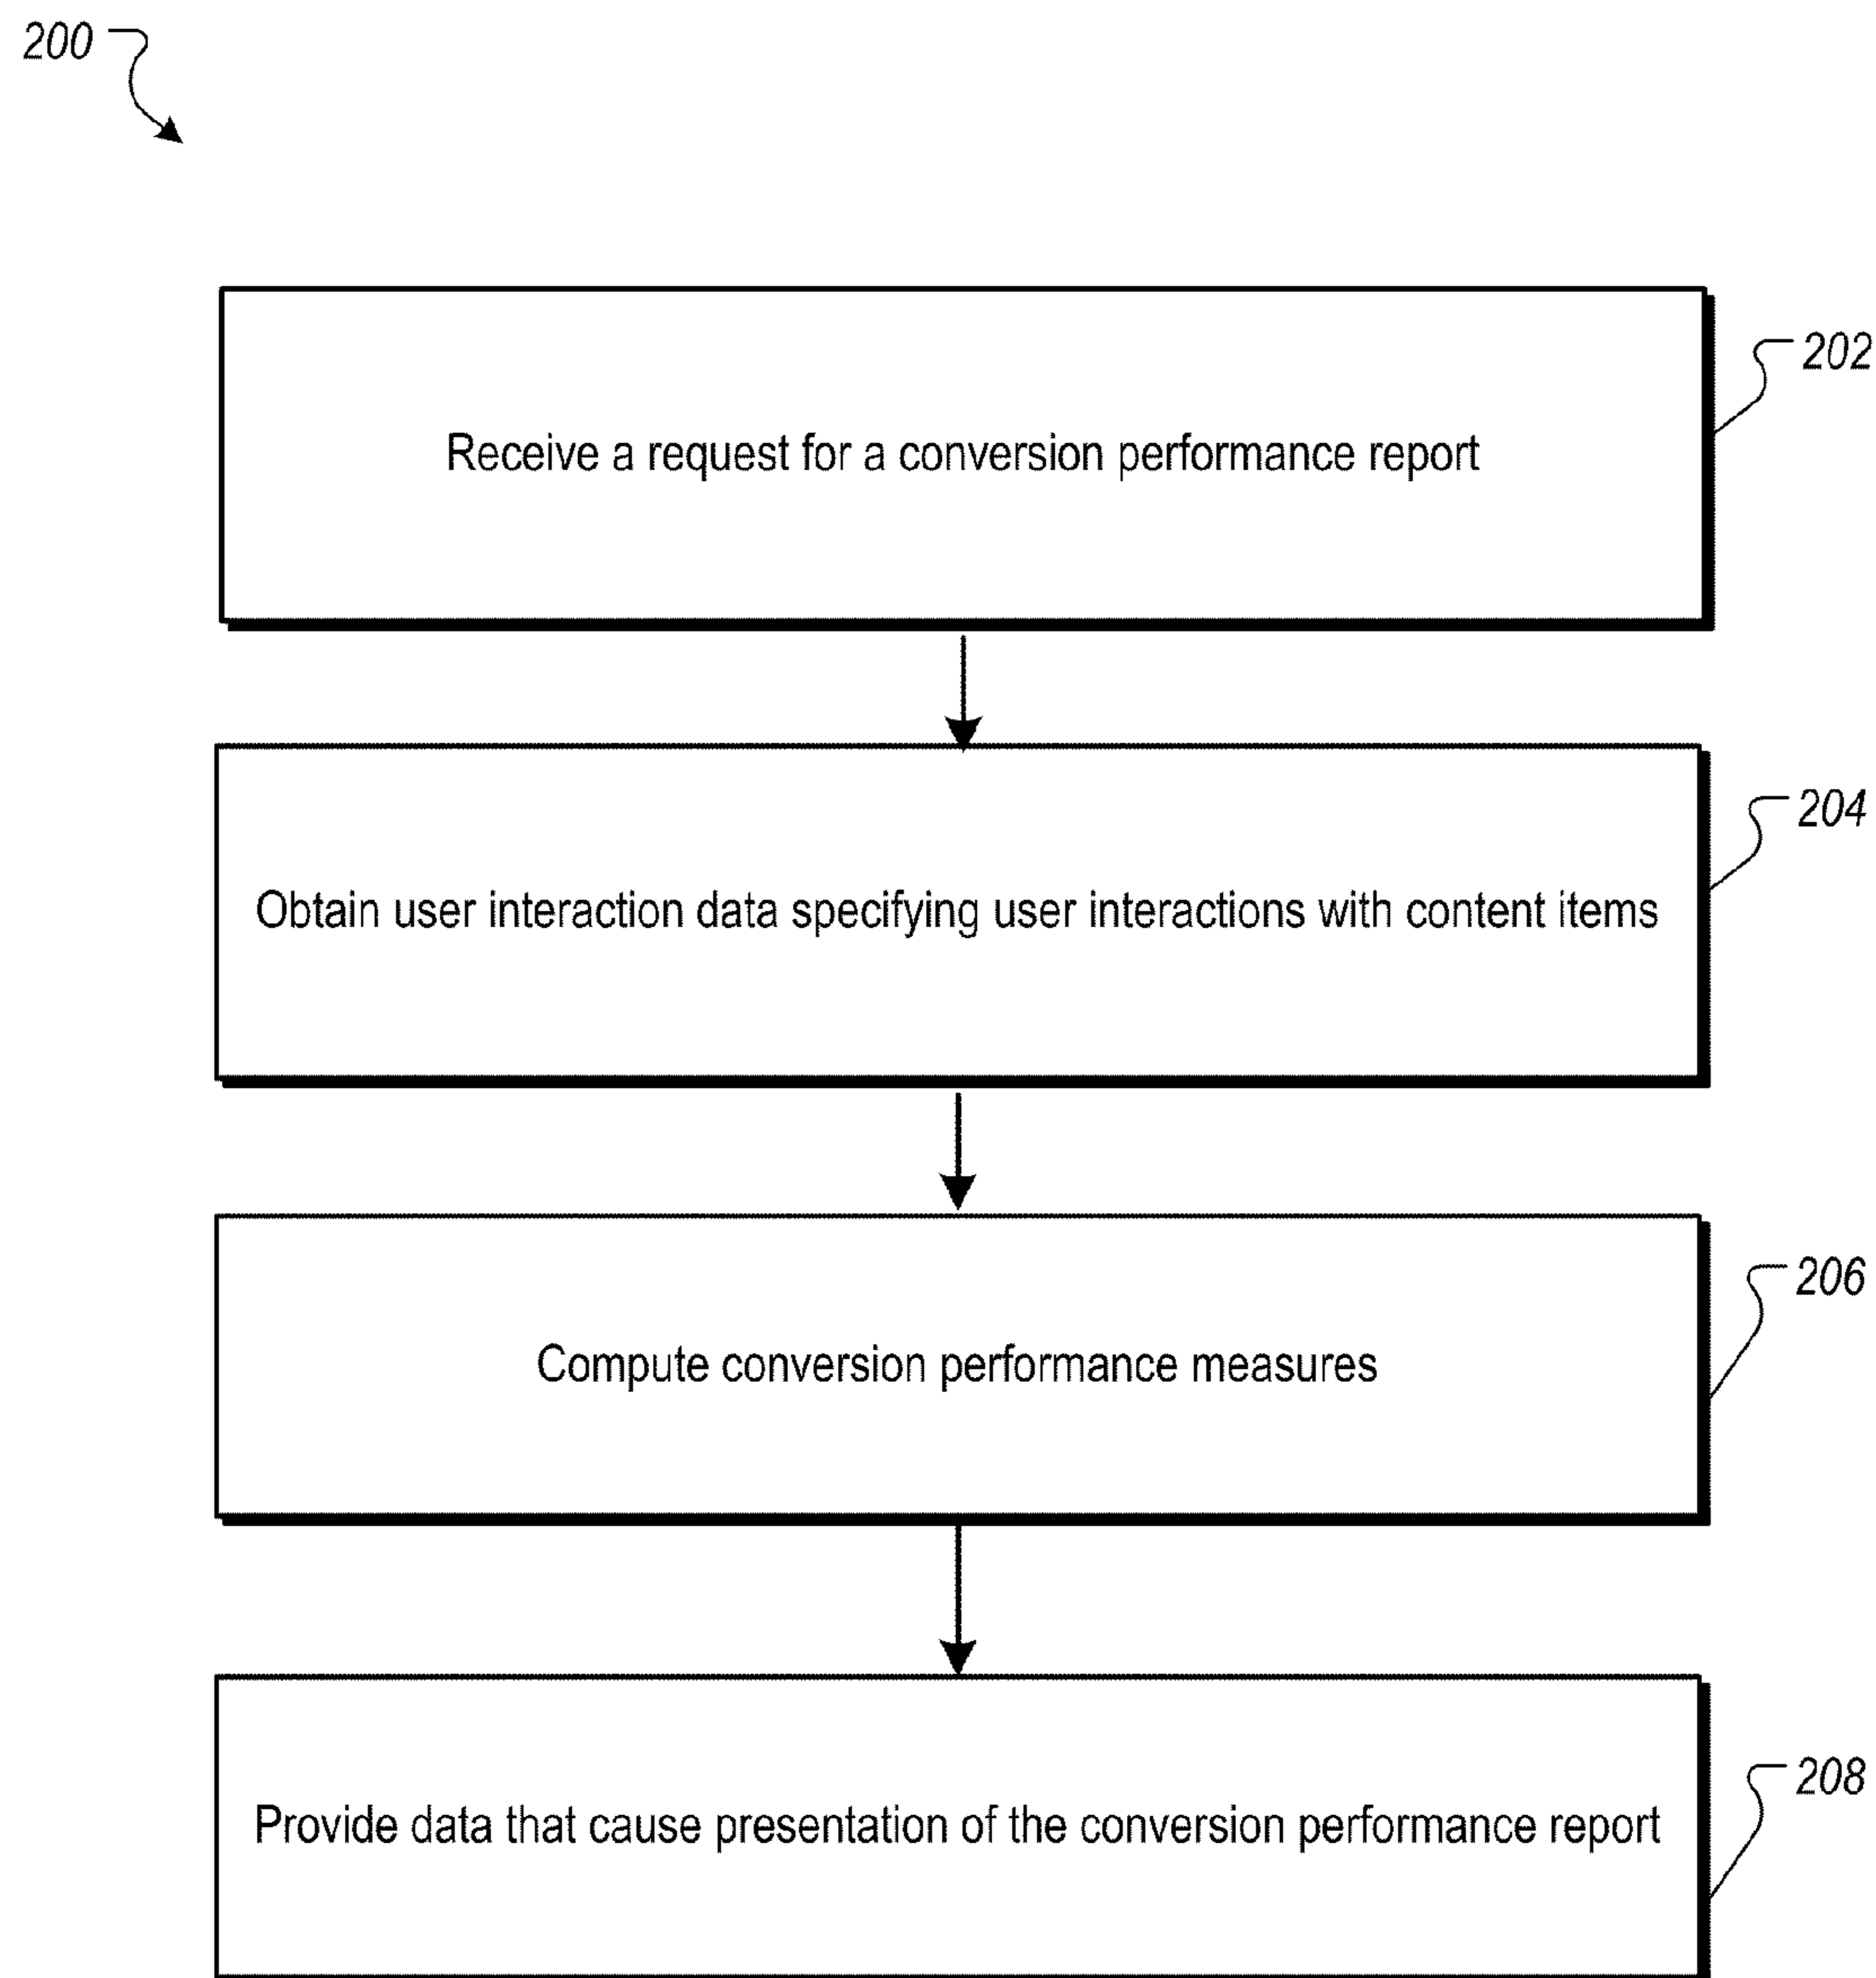 200
Receive a request for a conversion performance report
202
Obtain user interaction data specifying user interactions with content items
204
Compute conversion performance measures
206
Provide data that cause presentation of the conversion performance report
208